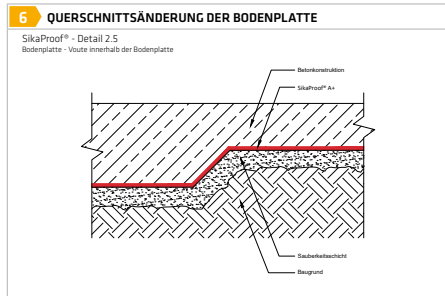 6 QUERSCHNITTSÄNDERUNG DER BODENPLATTE
SikaProof® - Detail 2.5
Bodenplatte - Voute innerhalb der Bodenplatte
Betonkonstruktion
SikaProof® A+
Sauberkeitsschicht
Baugrund